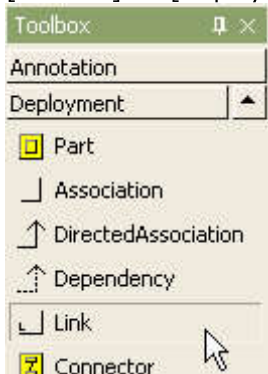 Toolbox
Annotation
Deployment
Part
Association
DirectedAssociation
Dependency
Link
Connector